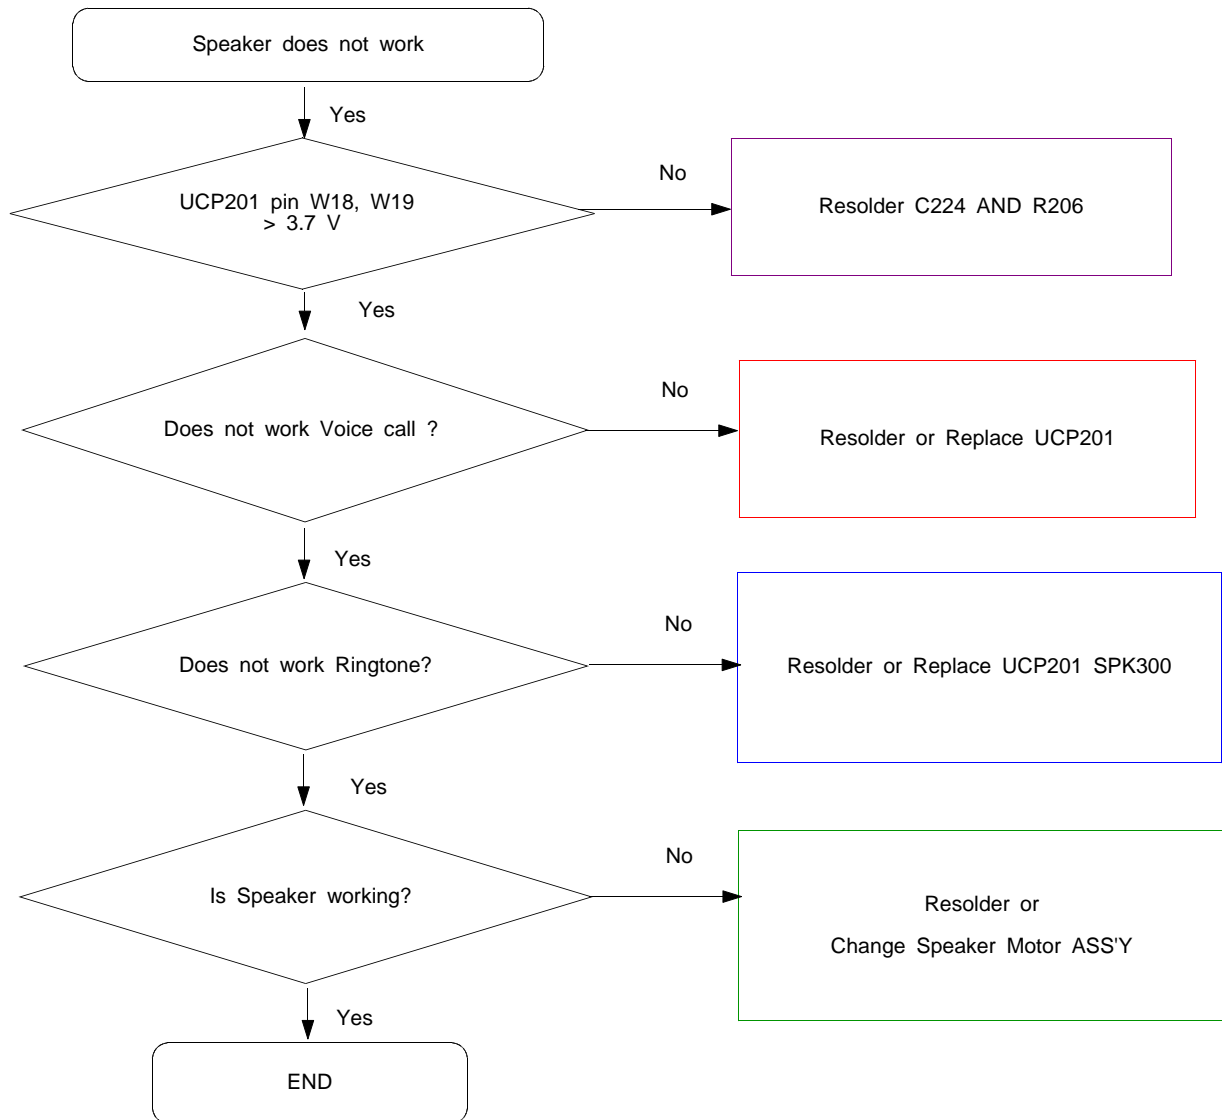 Speaker does not work
Yes
UCP201 pin W18, W19
> 3.7 V
No
Resolder C224 AND R206
Yes
Does not work Voice call ?
No
Resolder or Replace UCP201
Yes
Does not work Ringtone?
No
Resolder or Replace UCP201 SPK300
Yes
Is Speaker working?
No
Resolder or
Change Speaker Motor ASS'Y
Yes
END